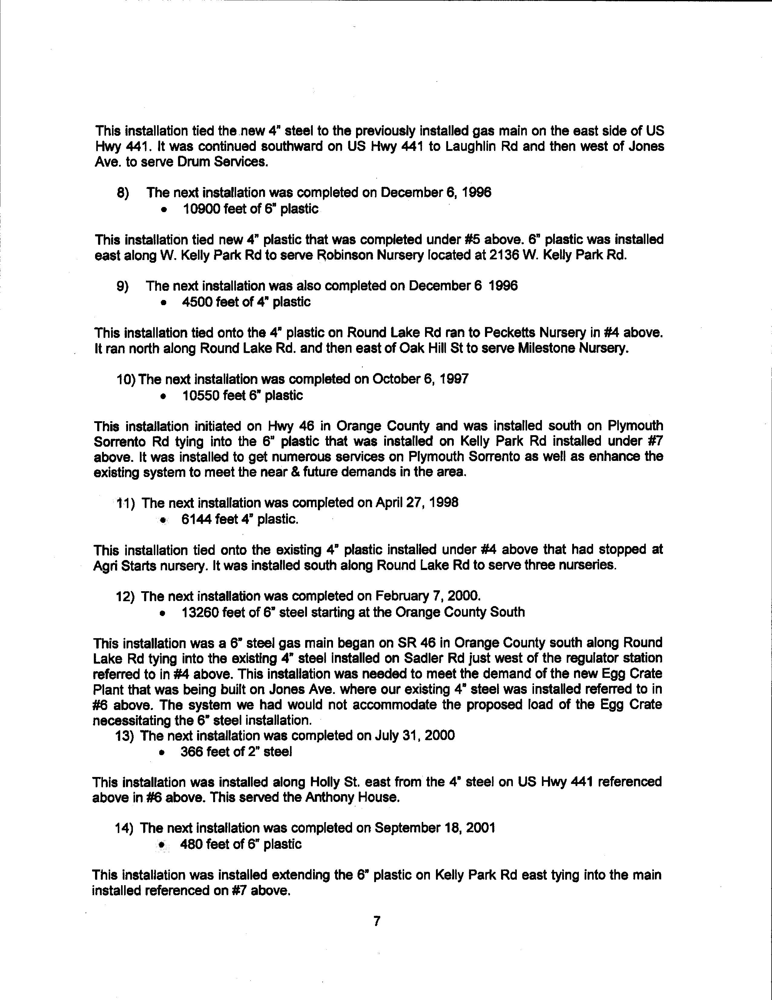 This installation tied the new 4" steel to the previously installed gas main on the east side of US
Hwy 441. It was continued southward on US Hwy 441 to Laughlin Rd and then west of Jones
Ave. to serve Drum Services.
8) The next installation was completed on December 6, 1996
• 10900 feet of 6" plastic
This installation tied new 4" plastic that was completed under #5 above. 6" plastic was installed
east along W. Kelly Park Rd to serve Robinson Nursery located at 2136 W. Kelly Park Rd.
9) The next installation was also completed on December 6 1996
• 4500 feet of 4" plastic
This installation tied onto the 4" plastic on Round Lake Rd ran to Pecketts Nursery in #4 above.
It ran north along Round Lake Rd. and then east of Oak Hill St to serve Milestone Nursery.
10) The next installation was completed on October 6, 1997
• 10550 feet 6" plastic
This installation initiated on Hwy 46 in Orange County and was installed south on Plymouth
Sorrento Rd tying into the 6" plastic that was installed on Kelly Park Rd installed under #7
above. It was installed to get numerous services on Plymouth Sorrento as well as enhance the
existing system to meet the near & future demands in the area.
11) The next installation was completed on April 27, 1998
• 6144 feet 4" plastic.
This installation tied onto the existing 4" plastic installed under #4 above that had stopped at
Agri Starts nursery. It was installed south along Round Lake Rd to serve three nurseries.
12) The next installation was completed on February 7, 2000.
• 13260 feet of 6" steel starting at the Orange County South
This installation was a 6" steel gas main began on SR 46 in Orange County south along Round
Lake Rd tying into the existing 4" steel installed on Sadler Rd just west of the regulator station
referred to in #4 above. This installation was needed to meet the demand of the new Egg Crate
Plant that was being built on Jones Ave. where our existing 4" steel was installed referred to in
#6 above. The system we had would not accommodate the proposed load of the Egg Crate
necessitating the 6" steel installation.
13) The next installation was completed on July 31, 2000
• 366 feet of 2" steel
This installation was installed along Holly St. east from the 4" steel on US Hwy 441 referenced
above in #6 above. This served the Anthony House.
14) The next installation was completed on September 18, 2001
• 480 feet of 6" plastic
This installation was installed extending the 6" plastic on Kelly Park Rd east tying into the main
installed referenced on #7 above.
7